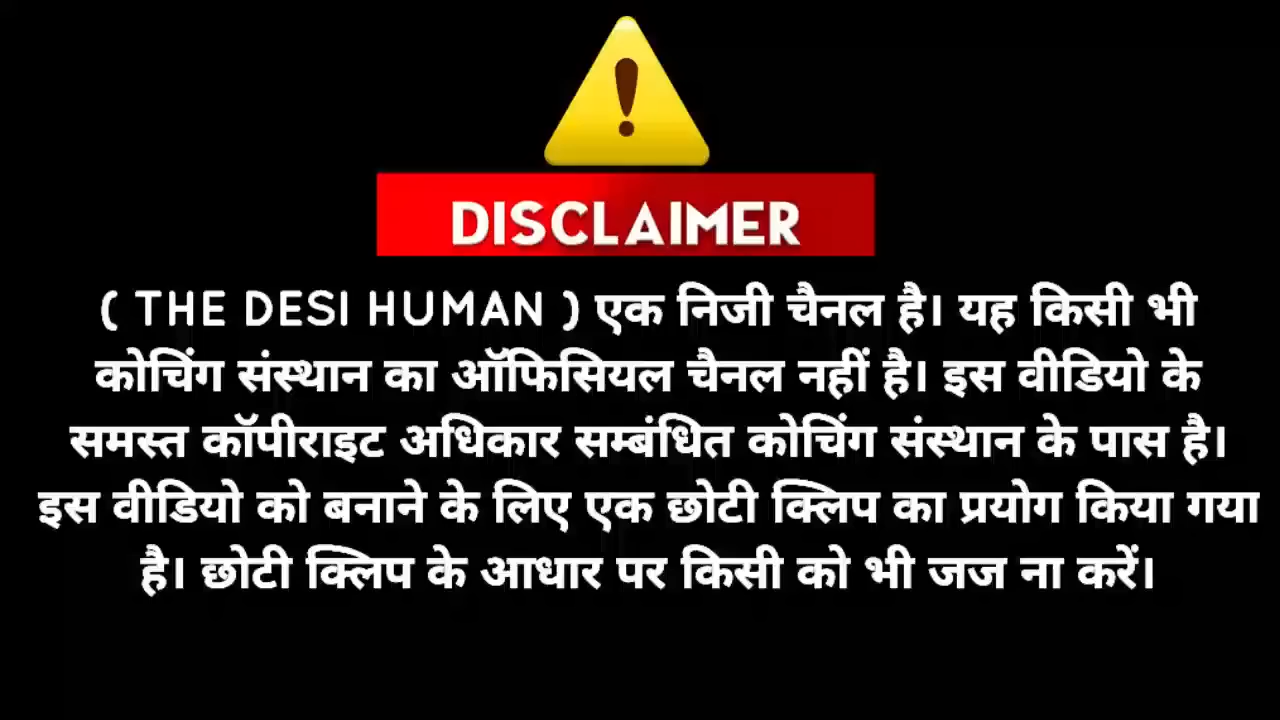 DISCLAIMER
( THE DESI HUMAN ) एक निजी चैनल है। यह किसी भी
कोचिंग संस्थान का ऑफिसियल चैनल नहीं है। इस वीडियो के
समस्त कॉपीराइट अधिकार सम्बंधित कोचिंग संस्थान के पास है।
इस वीडियो को बनाने के लिए एक छोटी क्लिप का प्रयोग किया गया
है। छोटी क्लिप के आधार पर किसी को भी जज ना करें।